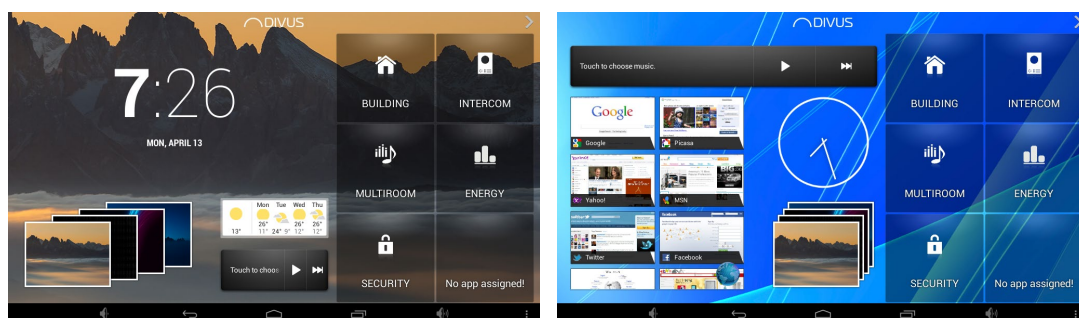 DIVUS
7:26
MON, APRIL 13
BUILDING
INTERCOM
MULTIROOM
ENERGY
SECURITY
No app assigned!
Mon Tue Wed Thu
26° 26° 26°
13° 11° 24° 9° 12° 12°
Touch to choos
DIVUS
Touch to choose music.
Google
Picasa
Yahoo!
MSN
Twitter
Facebook
BUILDING
INTERCOM
MULTIROOM
ENERGY
SECURITY
No app assigned!